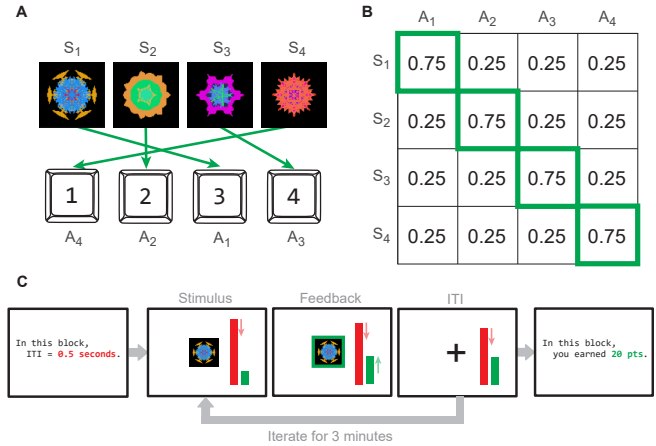 A
S1 S2 S3 S4
1 2 3 4
A4 A2 A1 A3
B
A1 A2 A3 A4
S1 0.75 0.25 0.25 0.25
S2 0.25 0.75 0.25 0.25
S3 0.25 0.25 0.75 0.25
S4 0.25 0.25 0.25 0.75
C
Stimulus Feedback ITI
In this block,
ITI = 0.5 seconds.
+
In this block,
you earned 20 pts.
Iterate for 3 minutes